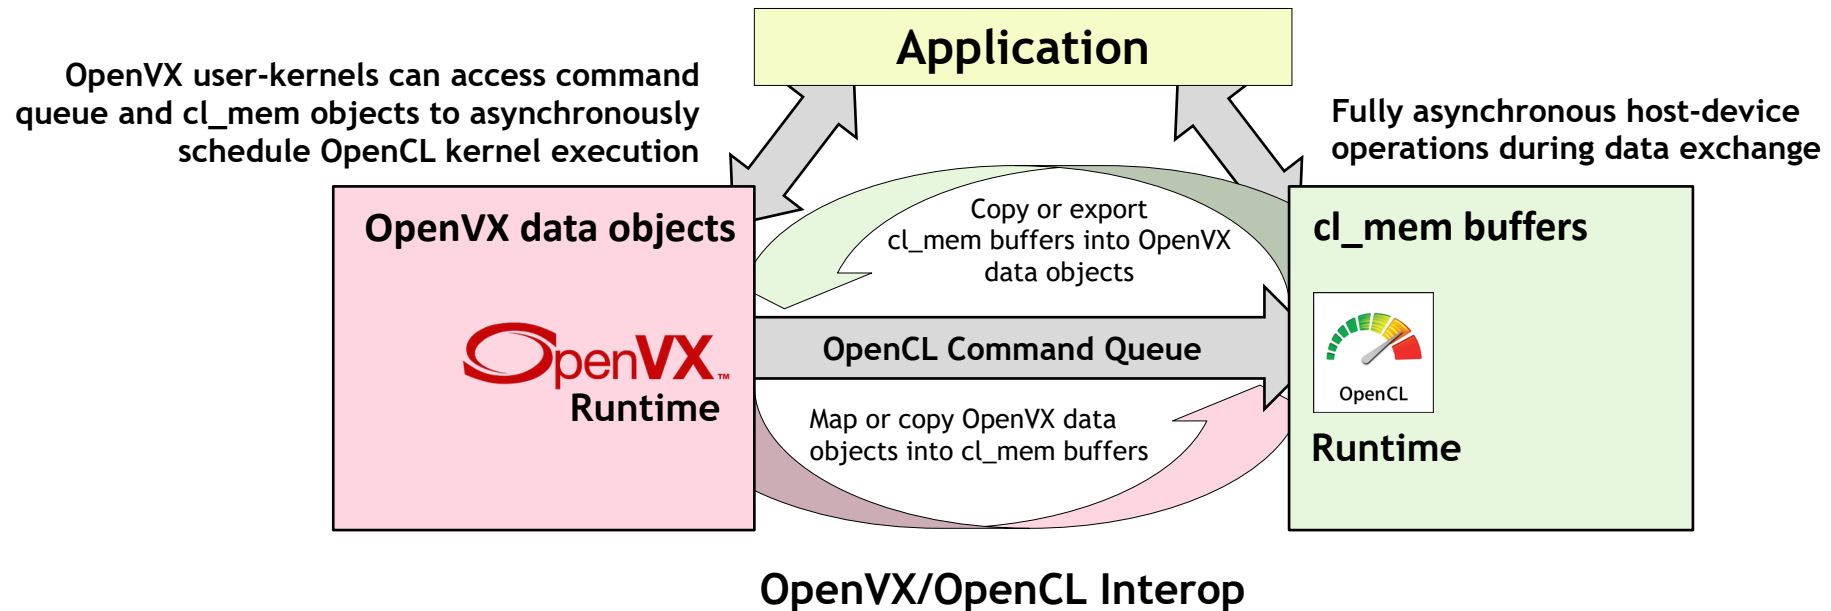 Application
OpenVX user-kernels can access command
queue and cl_mem objects to asynchronously
schedule OpenCL kernel execution
Fully asynchronous host-device
operations during data exchange
OpenVX data objects
Copy or export
cl_mem buffers into OpenVX
data objects
cl_mem buffers
OpenVX™
Runtime
OpenCL Command Queue
OpenCL
Runtime
Map or copy OpenVX data
objects into cl_mem buffers
OpenVX/OpenCL Interop